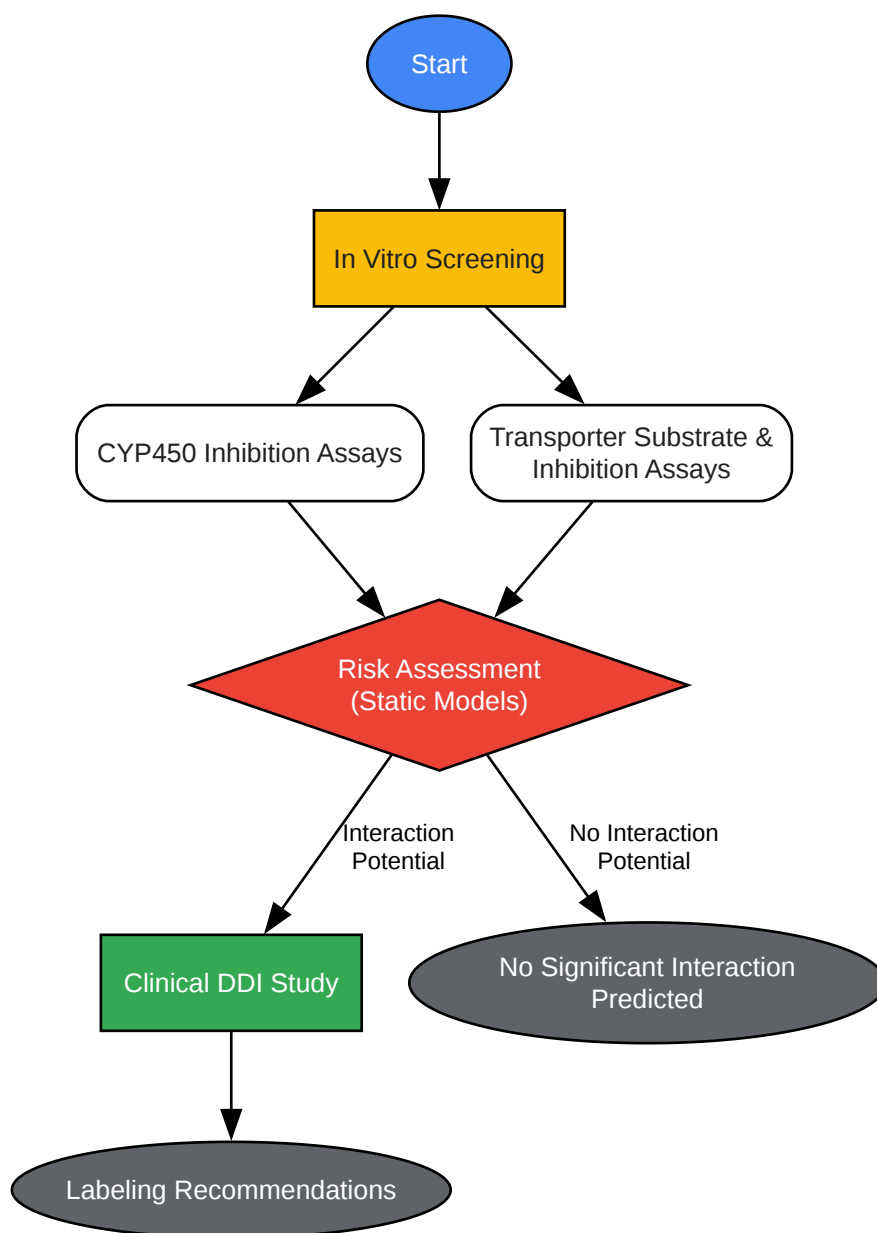 Start
In Vitro Screening
CYP450 Inhibition Assays
Transporter Substrate &
Inhibition Assays
Risk Assessment
(Static Models)
Interaction
Potential
No Interaction
Potential
Clinical DDI Study
No Significant Interaction
Predicted
Labeling Recommendations